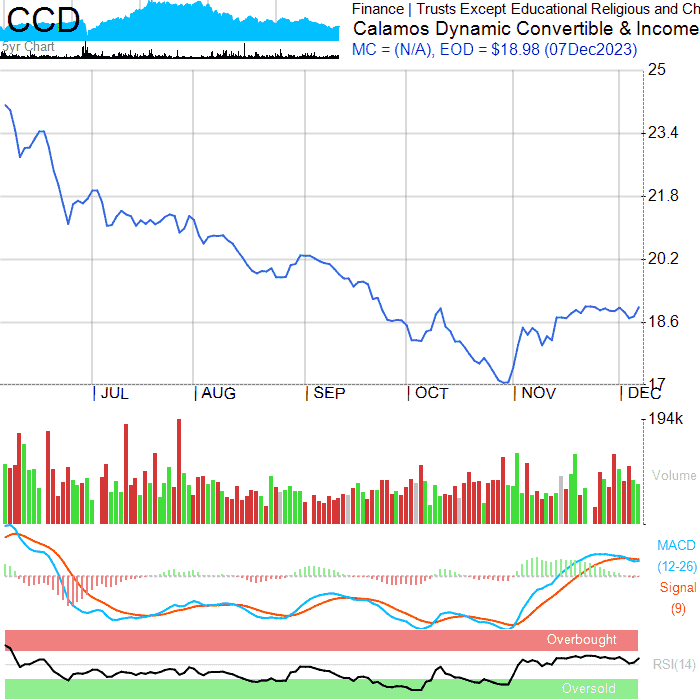 CCD
Finance | Trusts Except Educational Religious and Ch
Calamos Dynamic Convertible & Income
5yr Chart
MC = (N/A), EOD = $18.98 (07Dec2023)
25
23.4
21.8
20.2
18.6
17
JUL AUG SEP OCT NOV DEC
194k
Volume
MACD
(12-26)
Signal
(9)
Overbought
RSI(14)
Oversold